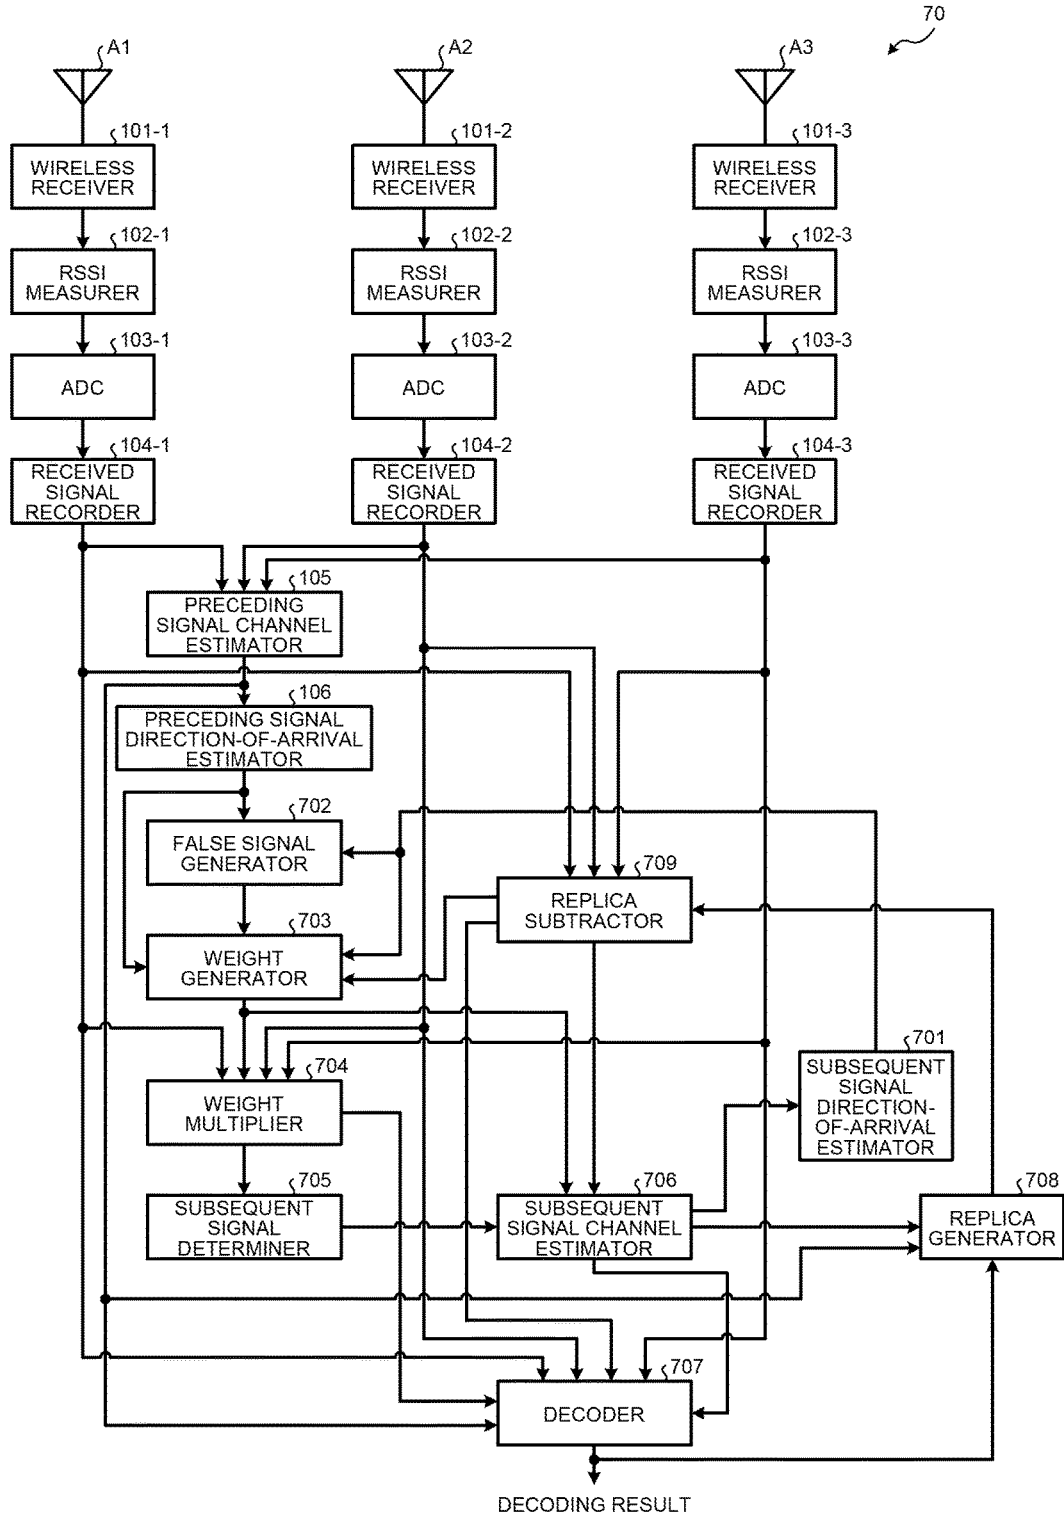 70
A1
A2
A3
101-1
101-2
101-3
WIRELESS
RECEIVER
WIRELESS
RECEIVER
WIRELESS
RECEIVER
102-1
102-2
102-3
RSSI
MEASURER
RSSI
MEASURER
RSSI
MEASURER
103-1
103-2
103-3
ADC
ADC
ADC
104-1
104-2
104-3
RECEIVED
SIGNAL
RECORDER
RECEIVED
SIGNAL
RECORDER
RECEIVED
SIGNAL
RECORDER
105
PRECEDING
SIGNAL CHANNEL
ESTIMATOR
106
PRECEDING SIGNAL
DIRECTION-OF-ARRIVAL
ESTIMATOR
702
FALSE SIGNAL
GENERATOR
709
REPLICA
SUBTRACTOR
703
WEIGHT
GENERATOR
701
SUBSEQUENT
SIGNAL
DIRECTION-
OF-ARRIVAL
ESTIMATOR
704
WEIGHT
MULTIPLIER
705
SUBSEQUENT
SIGNAL
DETERMINER
706
SUBSEQUENT
SIGNAL CHANNEL
ESTIMATOR
708
REPLICA
GENERATOR
707
DECODER
DECODING RESULT